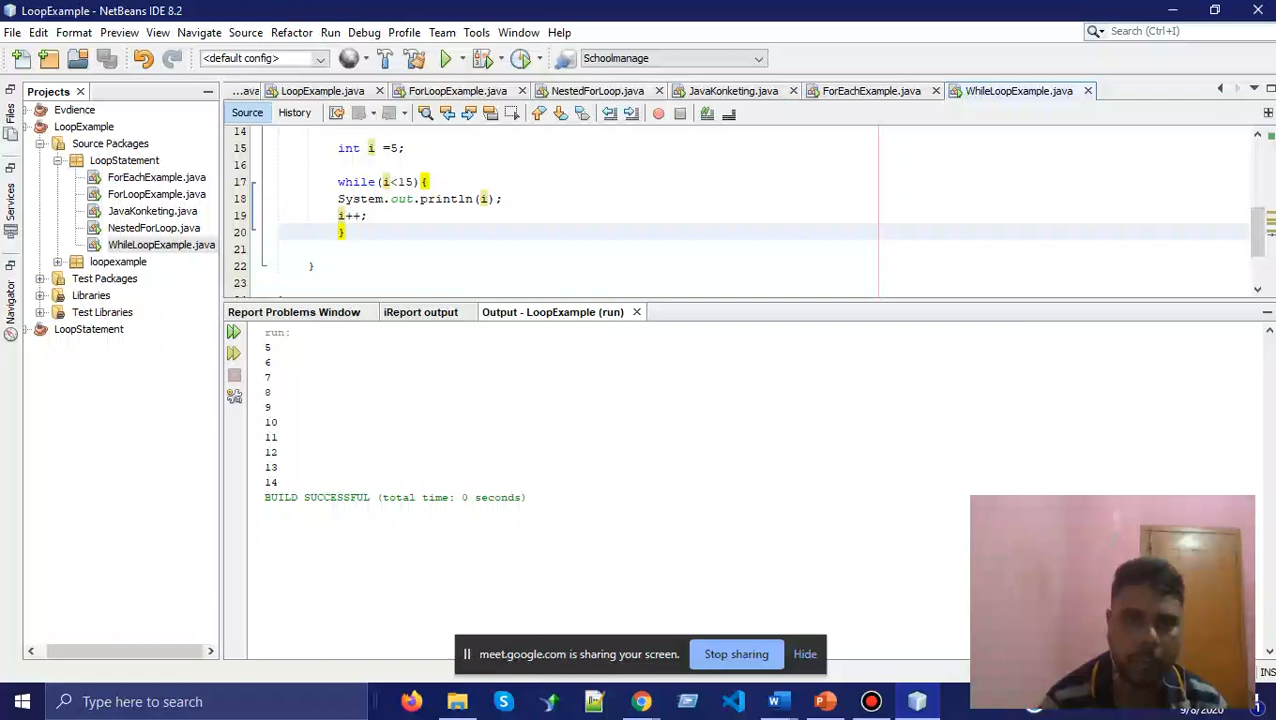 LoopExample - NetBeans IDE 8.2
File Edit Format Preview View Navigate Source Refactor Run Debug Profile Team Tools Window Help
Search (Ctrl+I)
<default config>
Schoolmanage
Projects
...ava LoopExample.java ForLoopExample.java NestedForLoop.java JavaKonketing.java ForEachExample.java WhileLoopExample.java
Files
Services
Navigator
Evdience
LoopExample
Source Packages
LoopStatement
ForEachExample.java
ForLoopExample.java
JavaKonketing.java
NestedForLoop.java
WhileLoopExample.java
loopexample
Test Packages
Libraries
Test Libraries
LoopStatement
Source History
14
15 int i =5;
16
17 while(i<15){
18 System.out.println(i);
19 i++;
20 }
21
22 }
23
Report Problems Window iReport output Output - LoopExample (run)
run:
5
6
7
8
9
10
11
12
13
14
BUILD SUCCESSFUL (total time: 0 seconds)
meet.google.com is sharing your screen. Stop sharing Hide
INS
Type here to search